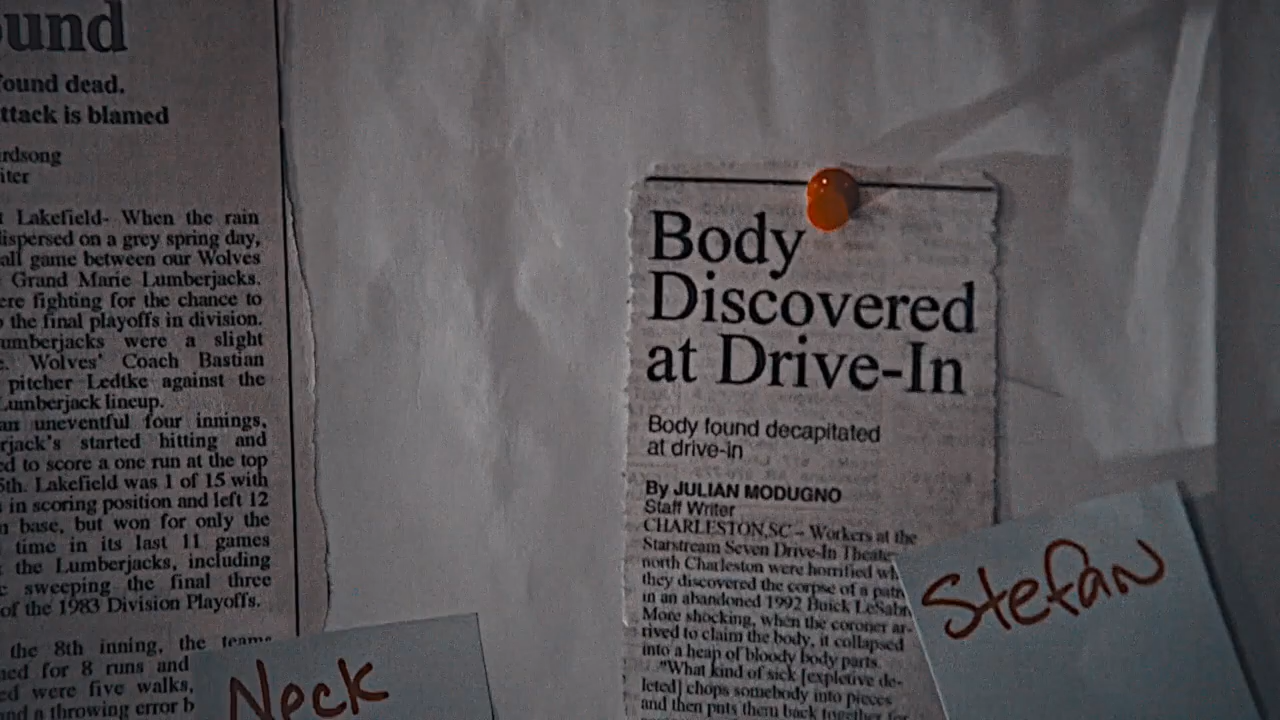 ound
found dead.
ttack is blamed
rdsong
iter
Lakefield- When the rain
dispersed on a grey spring day,
all game between our Wolves
Grand Marie Lumberjacks.
ere fighting for the chance to
the final playoffs in division.
umberjacks were a slight
e. Wolves' Coach Bastian
pitcher Ledtke against the
Lumberjack lineup.
an uneventful four innings,
rjack's started hitting and
ed to score a one run at the top
5th. Lakefield was 1 of 15 with
in scoring position and left 12
n base, but won for only the
time in its last 11 games
the Lumberjacks, including
sweeping the final three
of the 1983 Division Playoffs.
the 8th inning, the teams
ned for 8 runs and
ed were five walks,
and a throwing error b
Neck
Body
Discovered
at Drive-In
Body found decapitated
at drive-in
By JULIAN MODUGNO
Staff Writer
CHARLESTON,SC – Workers at the
Starstream Seven Drive-In Theate
north Charleston were horrified wh
they discovered the corpse of a patr
in an abandoned 1992 Buick LeSabr
More shocking, when the coroner ar-
rived to claim the body, it collapsed
into a heap of bloody body parts.
"What kind of sick [expletive de-
leted] chops somebody into pieces
and then puts them back together for
Stefan